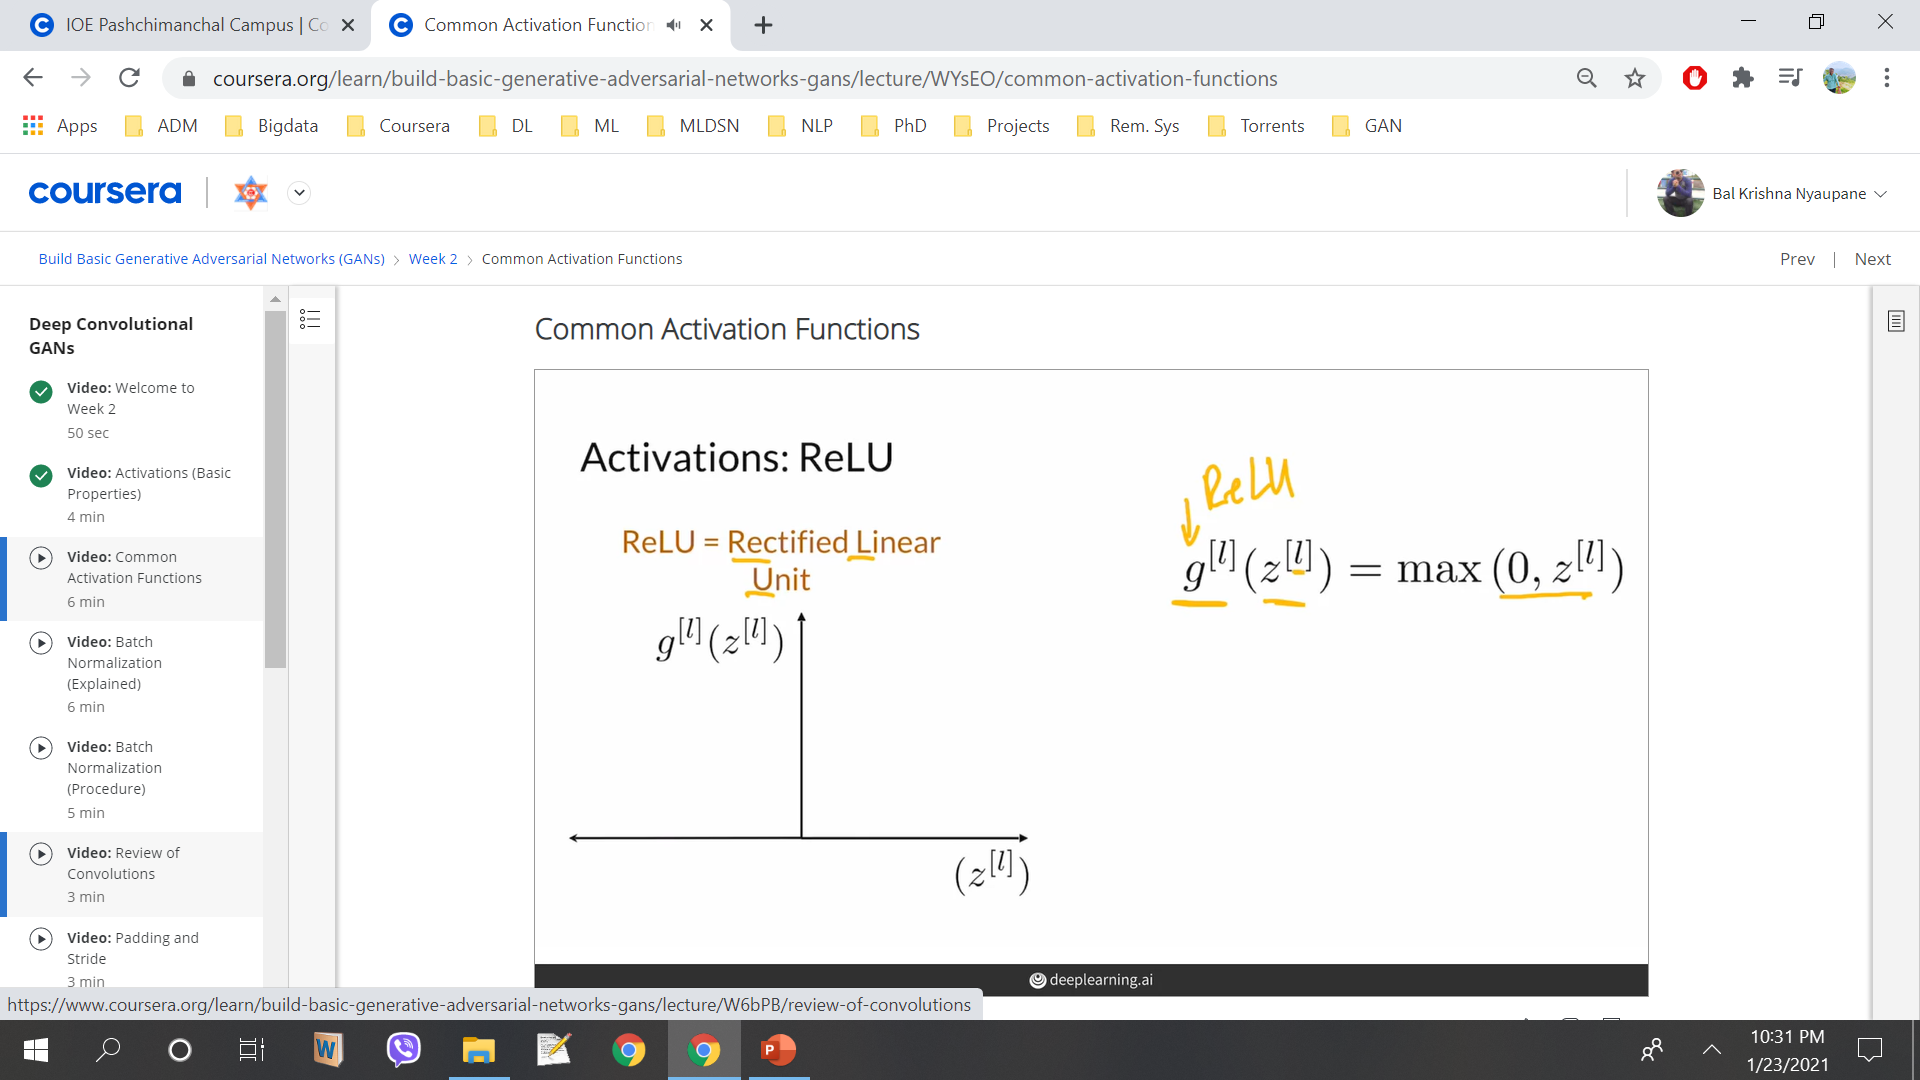 IOE Pashchimanchal Campus | Co
Common Activation Function
coursera.org/learn/build-basic-generative-adversarial-networks-gans/lecture/WYsEO/common-activation-functions
Apps ADM Bigdata Coursera DL ML MLDSN NLP PhD Projects Rem. Sys Torrents GAN
coursera
Bal Krishna Nyaupane
Build Basic Generative Adversarial Networks (GANs) > Week 2 > Common Activation Functions
Prev | Next
Deep Convolutional
GANs
Video: Welcome to
Week 2
50 sec
Video: Activations (Basic
Properties)
4 min
Video: Common
Activation Functions
6 min
Video: Batch
Normalization
(Explained)
6 min
Video: Batch
Normalization
(Procedure)
5 min
Video: Review of
Convolutions
3 min
Video: Padding and
Stride
3 min
Common Activation Functions
Activations: ReLU
ReLU = Rectified Linear
Unit
g^[l](z^[l])
(z^[l])
ReLU
g^[l](z^[l]) = max (0, z^[l])
deeplearning.ai
https://www.coursera.org/learn/build-basic-generative-adversarial-networks-gans/lecture/W6bPB/review-of-convolutions
10:31 PM
1/23/2021